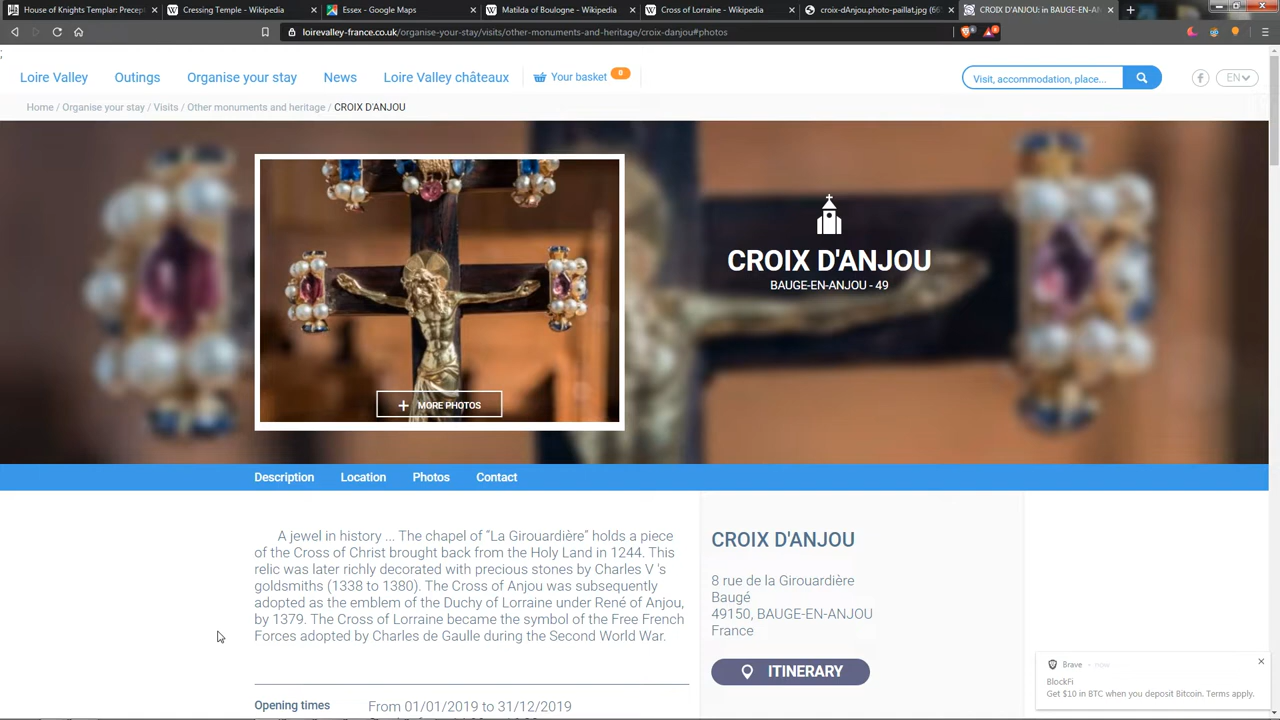 House of Knights Templar: Precep
Cressing Temple - Wikipedia
Essex - Google Maps
Matilda of Boulogne - Wikipedia
Cross of Lorraine - Wikipedia
croix-dAnjou.photo-paillat.jpg (66
CROIX D'ANJOU: in BAUGE-EN-AN
loirevalley-france.co.uk/organise-your-stay/visits/other-monuments-and-heritage/croix-danjou#photos
;
Loire Valley Outings Organise your stay News Loire Valley châteaux Your basket 0 Visit, accommodation, place... EN
Home / Organise your stay / Visits / Other monuments and heritage / CROIX D'ANJOU
CROIX D'ANJOU
BAUGE-EN-ANJOU - 49
MORE PHOTOS
Description Location Photos Contact
A jewel in history ... The chapel of “La Girouardière” holds a piece
of the Cross of Christ brought back from the Holy Land in 1244. This
relic was later richly decorated with precious stones by Charles V 's
goldsmiths (1338 to 1380). The Cross of Anjou was subsequently
adopted as the emblem of the Duchy of Lorraine under René of Anjou,
by 1379. The Cross of Lorraine became the symbol of the Free French
Forces adopted by Charles de Gaulle during the Second World War.
Opening times From 01/01/2019 to 31/12/2019
CROIX D'ANJOU
8 rue de la Girouardière
Baugé
49150, BAUGE-EN-ANJOU
France
ITINERARY
Brave • now
BlockFi
Get $10 in BTC when you deposit Bitcoin. Terms apply.